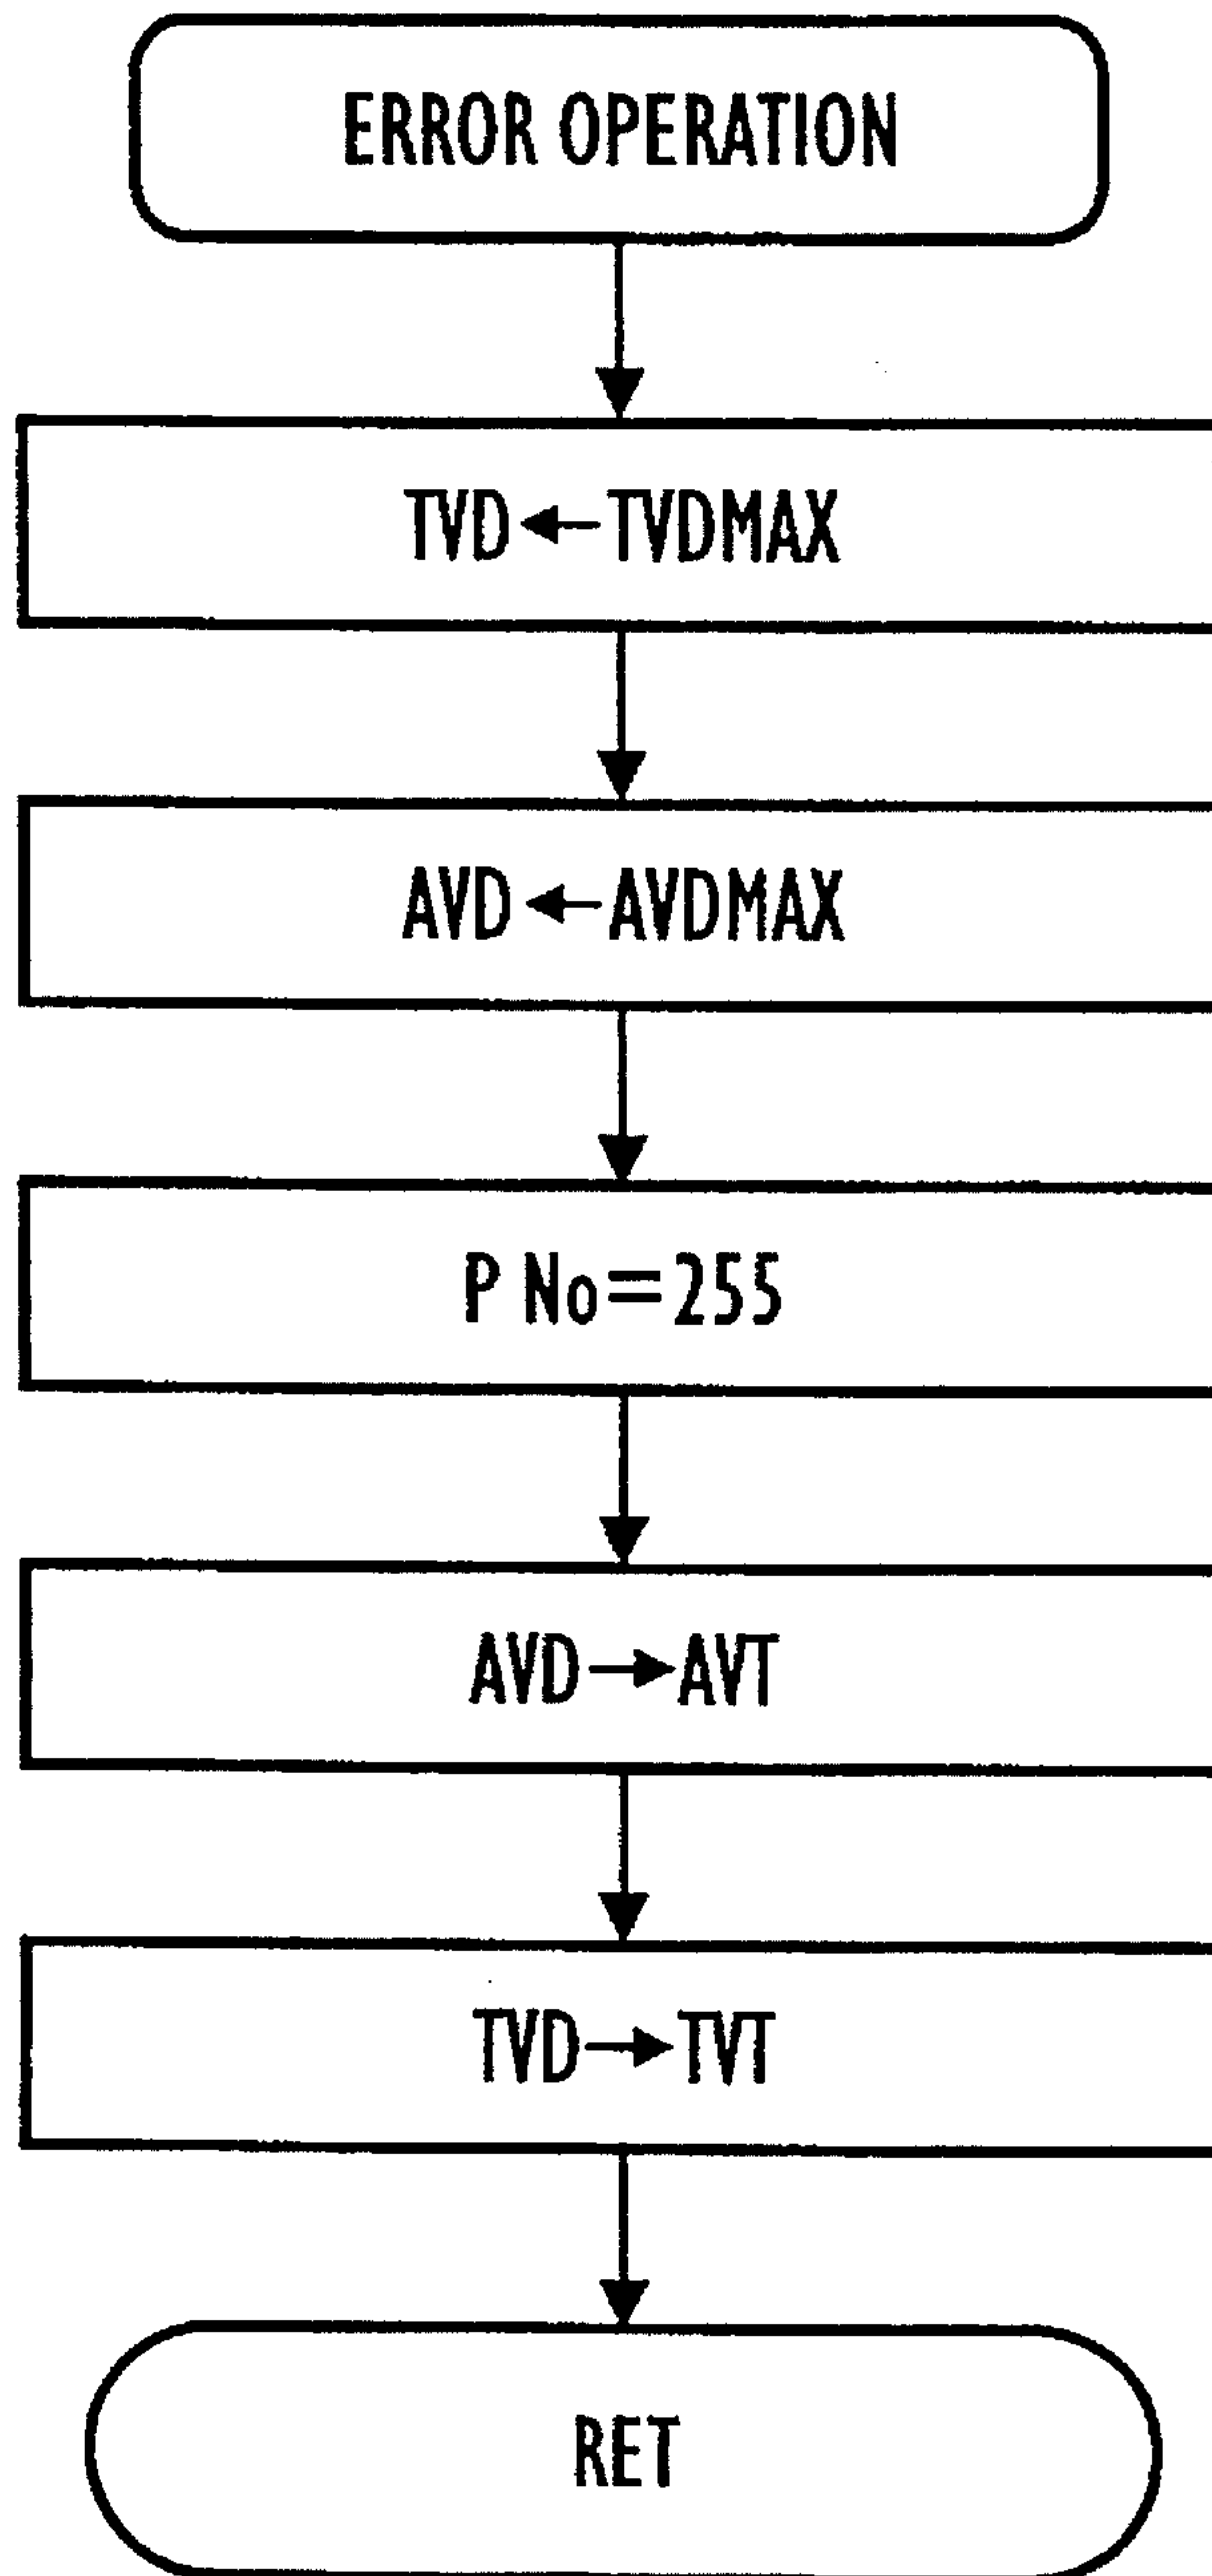 ERROR OPERATION
TVD←TVDMAX
AVD←AVDMAX
P No=255
AVD→AVT
TVD→TVT
RET